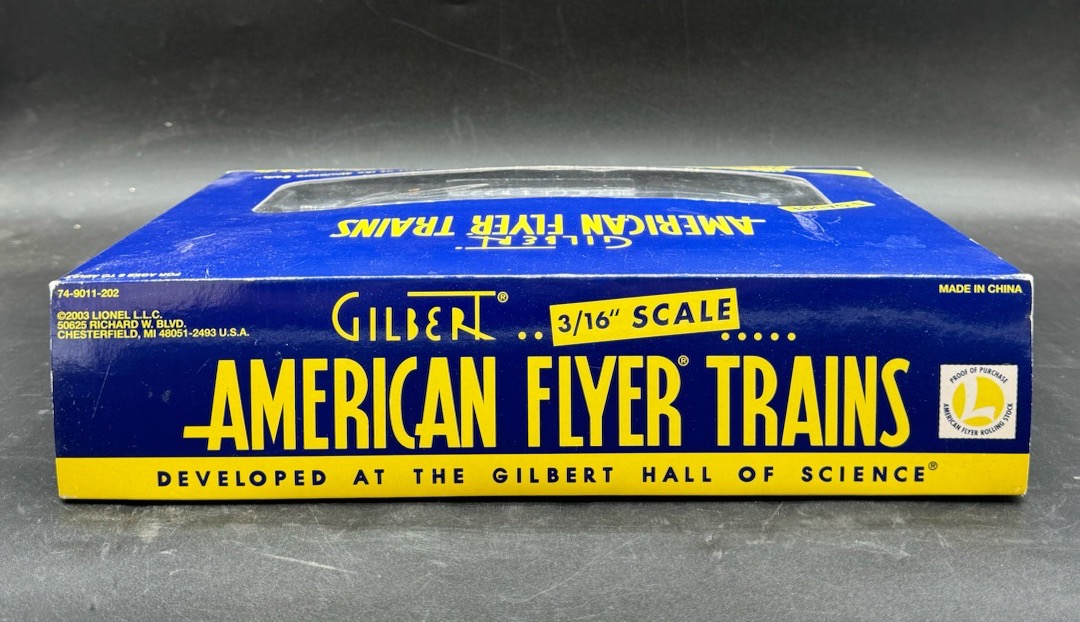 GILBERT
AMERICAN FLYER TRAINS
74-9011-202
©2003 LIONEL L.L.C.
50625 RICHARD W. BLVD.
CHESTERFIELD, MI 48051-2493 U.S.A.
GILBERT®
3/16" SCALE
MADE IN CHINA
AMERICAN FLYER® TRAINS
PROOF OF PURCHASE
L
AMERICAN FLYER ROLLING STOCK
DEVELOPED AT THE GILBERT HALL OF SCIENCE®